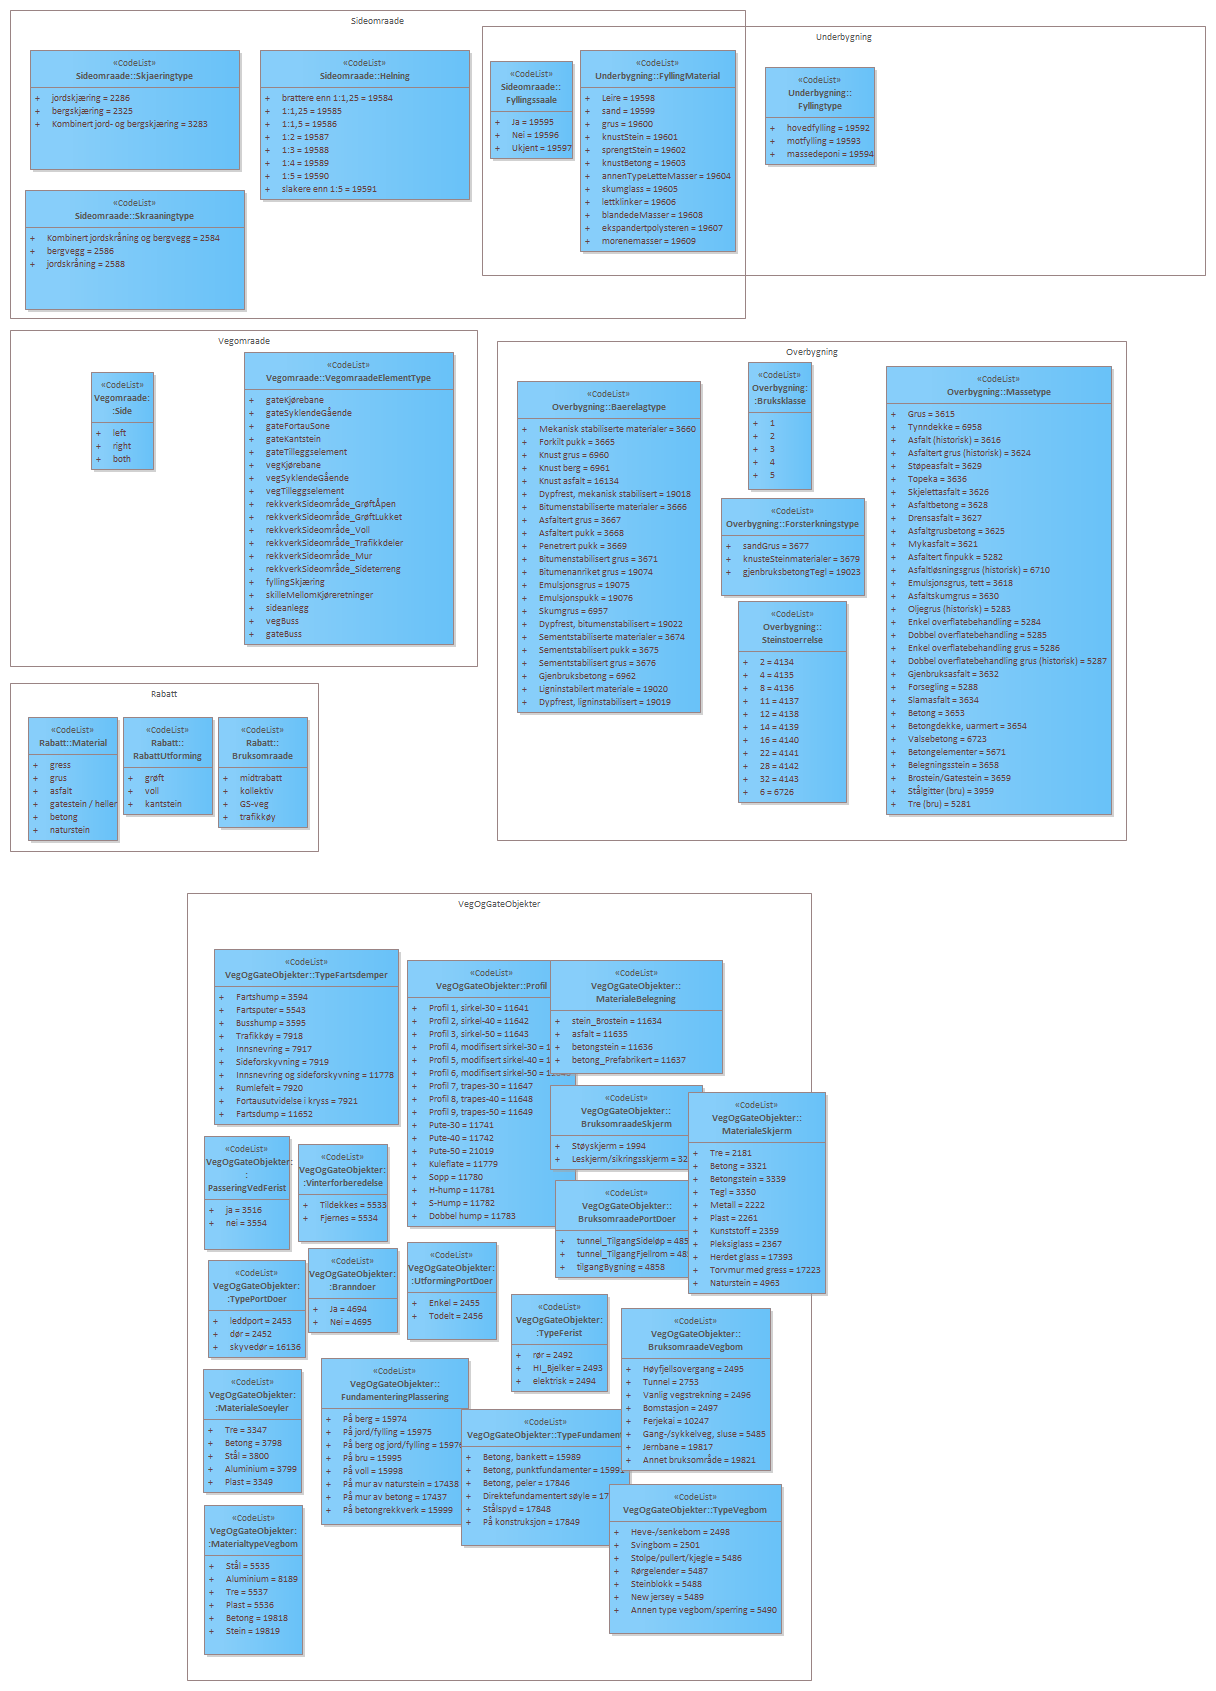 Sideomraade
«CodeList»
Sideomraade::Skjaeringtype
+ jordskjæring = 2286
+ bergskjæring = 2325
+ Kombinert jord- og bergskjæring = 3283
«CodeList»
Sideomraade::Helning
+ brattere enn 1:1,25 = 19584
+ 1:1,25 = 19585
+ 1:1,5 = 19586
+ 1:2 = 19587
+ 1:3 = 19588
+ 1:4 = 19589
+ 1:5 = 19590
+ slakere enn 1:5 = 19591
«CodeList»
Sideomraade::Skraaningtype
+ Kombinert jordskråning og bergvegg = 2584
+ bergvegg = 2586
+ jordskråning = 2588
Underbygning
«CodeList»
Sideomraade::
Fyllingssaale
+ Ja = 19595
+ Nei = 19596
+ Ukjent = 19597
«CodeList»
Underbygning::FyllingMaterial
+ Leire = 19598
+ sand = 19599
+ grus = 19600
+ knustStein = 19601
+ sprengtStein = 19602
+ knustBetong = 19603
+ annenTypeLetteMasser = 19604
+ skumglass = 19605
+ lettklinker = 19606
+ blandedeMasser = 19608
+ ekspandertpolysteren = 19607
+ morenemasser = 19609
«CodeList»
Underbygning::
Fyllingtype
+ hovedfylling = 19592
+ motfylling = 19593
+ massedeponi = 19594
Vegomraade
«CodeList»
Vegomraade:
:Side
+ left
+ right
+ both
«CodeList»
Vegomraade::VegomraadeElementType
+ gateKjørebane
+ gateSyklendeGående
+ gateFortauSone
+ gateKantstein
+ gateTilleggselement
+ vegKjørebane
+ vegSyklendeGående
+ vegTilleggselement
+ rekkverkSideområde_GrøftÅpen
+ rekkverkSideområde_GrøftLukket
+ rekkverkSideområde_Voll
+ rekkverkSideområde_Trafikkdeler
+ rekkverkSideområde_Mur
+ rekkverkSideområde_Sideterreng
+ fyllingSkjæring
+ skilleMellomKjøreretninger
+ sideanlegg
+ vegBuss
+ gateBuss
Overbygning
«CodeList»
Overbygning::Baerelagtype
+ Mekanisk stabiliserte materialer = 3660
+ Forkilt pukk = 3665
+ Knust grus = 6960
+ Knust berg = 6961
+ Knust asfalt = 16134
+ Dypfrest, mekanisk stabilisert = 19018
+ Bitumenstabiliserte materialer = 3666
+ Asfaltert grus = 3667
+ Asfaltert pukk = 3668
+ Penetrert pukk = 3669
+ Bitumenstabilisert grus = 3671
+ Bitumenanriket grus = 19074
+ Emulsjonsgrus = 19075
+ Emulsjonspukk = 19076
+ Skumgrus = 6957
+ Dypfrest, bitumenstabilisert = 19022
+ Sementstabiliserte materialer = 3674
+ Sementstabilisert pukk = 3675
+ Sementstabilisert grus = 3676
+ Gjenbruksbetong = 6962
+ Ligninstabilert materiale = 19020
+ Dypfrest, ligninstabilisert = 19019
«CodeList»
Overbygning:
:Bruksklasse
+ 1
+ 2
+ 3
+ 4
+ 5
«CodeList»
Overbygning::Forsterkningstype
+ sandGrus = 3677
+ knusteSteinmaterialer = 3679
+ gjenbruksbetongTegl = 19023
«CodeList»
Overbygning::
Steinstoerrelse
+ 2 = 4134
+ 4 = 4135
+ 8 = 4136
+ 11 = 4137
+ 12 = 4138
+ 14 = 4139
+ 16 = 4140
+ 22 = 4141
+ 28 = 4142
+ 32 = 4143
+ 6 = 6726
«CodeList»
Overbygning::Massetype
+ Grus = 3615
+ Tynndekke = 6958
+ Asfalt (historisk) = 3616
+ Asfaltert grus (historisk) = 3624
+ Støpeasfalt = 3629
+ Topeka = 3636
+ Skjelettasfalt = 3626
+ Asfaltbetong = 3628
+ Drensasfalt = 3627
+ Asfaltgrusbetong = 3625
+ Mykasfalt = 3621
+ Asfaltert finpukk = 5282
+ Asfaltløsningsgrus (historisk) = 6710
+ Emulsjonsgrus, tett = 3618
+ Asfaltskumgrus = 3630
+ Oljegrus (historisk) = 5283
+ Enkel overflatebehandling = 5284
+ Dobbel overflatebehandling = 5285
+ Enkel overflatebehandling grus = 5286
+ Dobbel overflatebehandling grus (historisk) = 5287
+ Gjenbruksasfalt = 3632
+ Forsegling = 5288
+ Slamasfalt = 3634
+ Betong = 3653
+ Betongdekke, uarmert = 3654
+ Valsebetong = 6723
+ Betongelementer = 5671
+ Belegningsstein = 3658
+ Brostein/Gatestein = 3659
+ Stålgitter (bru) = 3959
+ Tre (bru) = 5281
Rabatt
«CodeList»
Rabatt::Material
+ gress
+ grus
+ asfalt
+ gatestein / heller
+ betong
+ naturstein
«CodeList»
Rabatt::
RabattUtforming
+ grøft
+ voll
+ kantstein
«CodeList»
Rabatt::
Bruksomraade
+ midtrabatt
+ kollektiv
+ GS-veg
+ trafikkøy
VegOgGateObjekter
«CodeList»
VegOgGateObjekter::TypeFartsdemper
+ Fartshump = 3594
+ Fartsputer = 5543
+ Busshump = 3595
+ Trafikkøy = 7918
+ Innsnevring = 7917
+ Sideforskyvning = 7919
+ Innsnevring og sideforskyvning = 11778
+ Rumlefelt = 7920
+ Fortausutvidelse i kryss = 7921
+ Fartsdump = 11652
«CodeList»
VegOgGateObjekter::Profil
+ Profil 1, sirkel-30 = 11641
+ Profil 2, sirkel-40 = 11642
+ Profil 3, sirkel-50 = 11643
+ Profil 4, modifisert sirkel-30 = 1
+ Profil 5, modifisert sirkel-40 = 1
+ Profil 6, modifisert sirkel-50 =
+ Profil 7, trapes-30 = 11647
+ Profil 8, trapes-40 = 11648
+ Profil 9, trapes-50 = 11649
+ Pute-30 = 11741
+ Pute-40 = 11742
+ Pute-50 = 21019
+ Kuleflate = 11779
+ Sopp = 11780
+ H-hump = 11781
+ S-Hump = 11782
+ Dobbel hump = 11783
«CodeList»
VegOgGateObjekter::
MaterialeBelegning
+ stein_Brostein = 11634
+ asfalt = 11635
+ betongstein = 11636
+ betong_Prefabrikert = 11637
«CodeList»
VegOgGateObjekter::
BruksomraadeSkjerm
+ Støyskjerm = 1994
+ Leskjerm/sikringsskjerm = 32
«CodeList»
VegOgGateObjekter::
MaterialeSkjerm
+ Tre = 2181
+ Betong = 3321
+ Betongstein = 3339
+ Tegl = 3350
+ Metall = 2222
+ Plast = 2261
+ Kunststoff = 2359
+ Pleksiglass = 2367
+ Herdet glass = 17393
+ Torvmur med gress = 17223
+ Naturstein = 4963
«CodeList»
VegOgGateObjekter:
:
PasseringVedFerist
+ ja = 3516
+ nei = 3554
«CodeList»
VegOgGateObjekter:
:Vinterforberedelse
+ Tildekkes = 5533
+ Fjernes = 5534
«CodeList»
VegOgGateObjekter::
BruksomraadePortDoer
+ tunnel_TilgangSideløp = 485
+ tunnel_TilgangFjellrom = 48
+ tilgangBygning = 4858
«CodeList»
VegOgGateObjekter:
:TypePortDoer
+ leddport = 2453
+ dør = 2452
+ skyvedør = 16136
«CodeList»
VegOgGateObjekter:
:Branndoer
+ Ja = 4694
+ Nei = 4695
«CodeList»
VegOgGateObjekter:
:UtformingPortDoer
+ Enkel = 2455
+ Todelt = 2456
«CodeList»
VegOgGateObjekter:
:TypeFerist
+ rør = 2492
+ HI_Bjelker = 2493
+ elektrisk = 2494
«CodeList»
VegOgGateObjekter::
BruksomraadeVegbom
+ Høyfjellsovergang = 2495
+ Tunnel = 2753
+ Vanlig vegstrekning = 2496
+ Bomstasjon = 2497
+ Ferjekai = 10247
+ Gang-/sykkelveg, sluse = 5485
+ Jernbane = 19817
+ Annet bruksområde = 19821
«CodeList»
VegOgGateObjekter:
:MaterialeSoeyler
+ Tre = 3347
+ Betong = 3798
+ Stål = 3800
+ Aluminium = 3799
+ Plast = 3349
«CodeList»
VegOgGateObjekter::
FundamenteringPlassering
+ På berg = 15974
+ På jord/fylling = 15975
+ På berg og jord/fylling = 15976
+ På bru = 15995
+ På voll = 15998
+ På mur av naturstein = 17438
+ På mur av betong = 17437
+ På betongrekkverk = 15999
«CodeList»
VegOgGateObjekter::TypeFundament
+ Betong, bankett = 15989
+ Betong, punktfundamenter = 15991
+ Betong, peler = 17846
+ Direktefundamentert søyle = 17
+ Stålspyd = 17848
+ På konstruksjon = 17849
«CodeList»
VegOgGateObjekter::TypeVegbom
+ Heve-/senkebom = 2498
+ Svingbom = 2501
+ Stolpe/pullert/kjegle = 5486
+ Rørgelender = 5487
+ Steinblokk = 5488
+ New jersey = 5489
+ Annen type vegbom/sperring = 5490
«CodeList»
VegOgGateObjekter:
:MaterialtypeVegbom
+ Stål = 5535
+ Aluminium = 8189
+ Tre = 5537
+ Plast = 5536
+ Betong = 19818
+ Stein = 19819